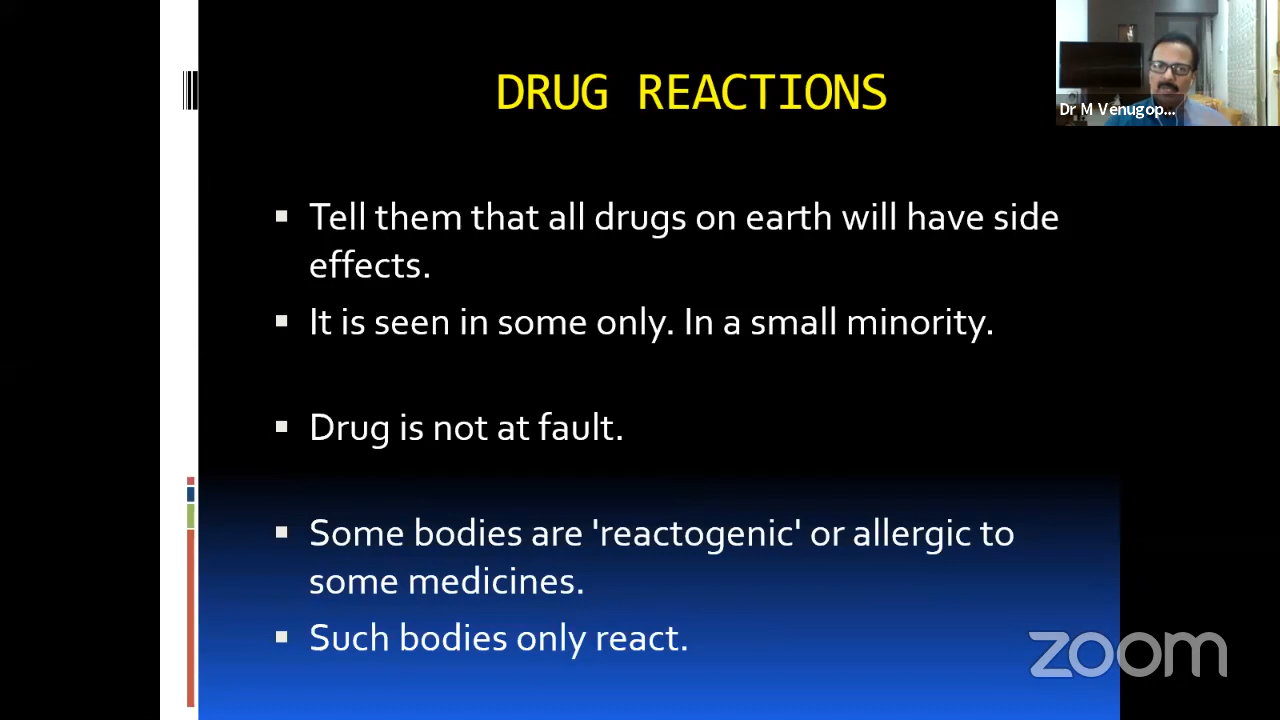 DRUG REACTIONS
Dr M Venugop...
Tell them that all drugs on earth will have side
effects.
It is seen in some only. In a small minority.
Drug is not at fault.
Some bodies are 'reactogenic' or allergic to
some medicines.
Such bodies only react.
zoom